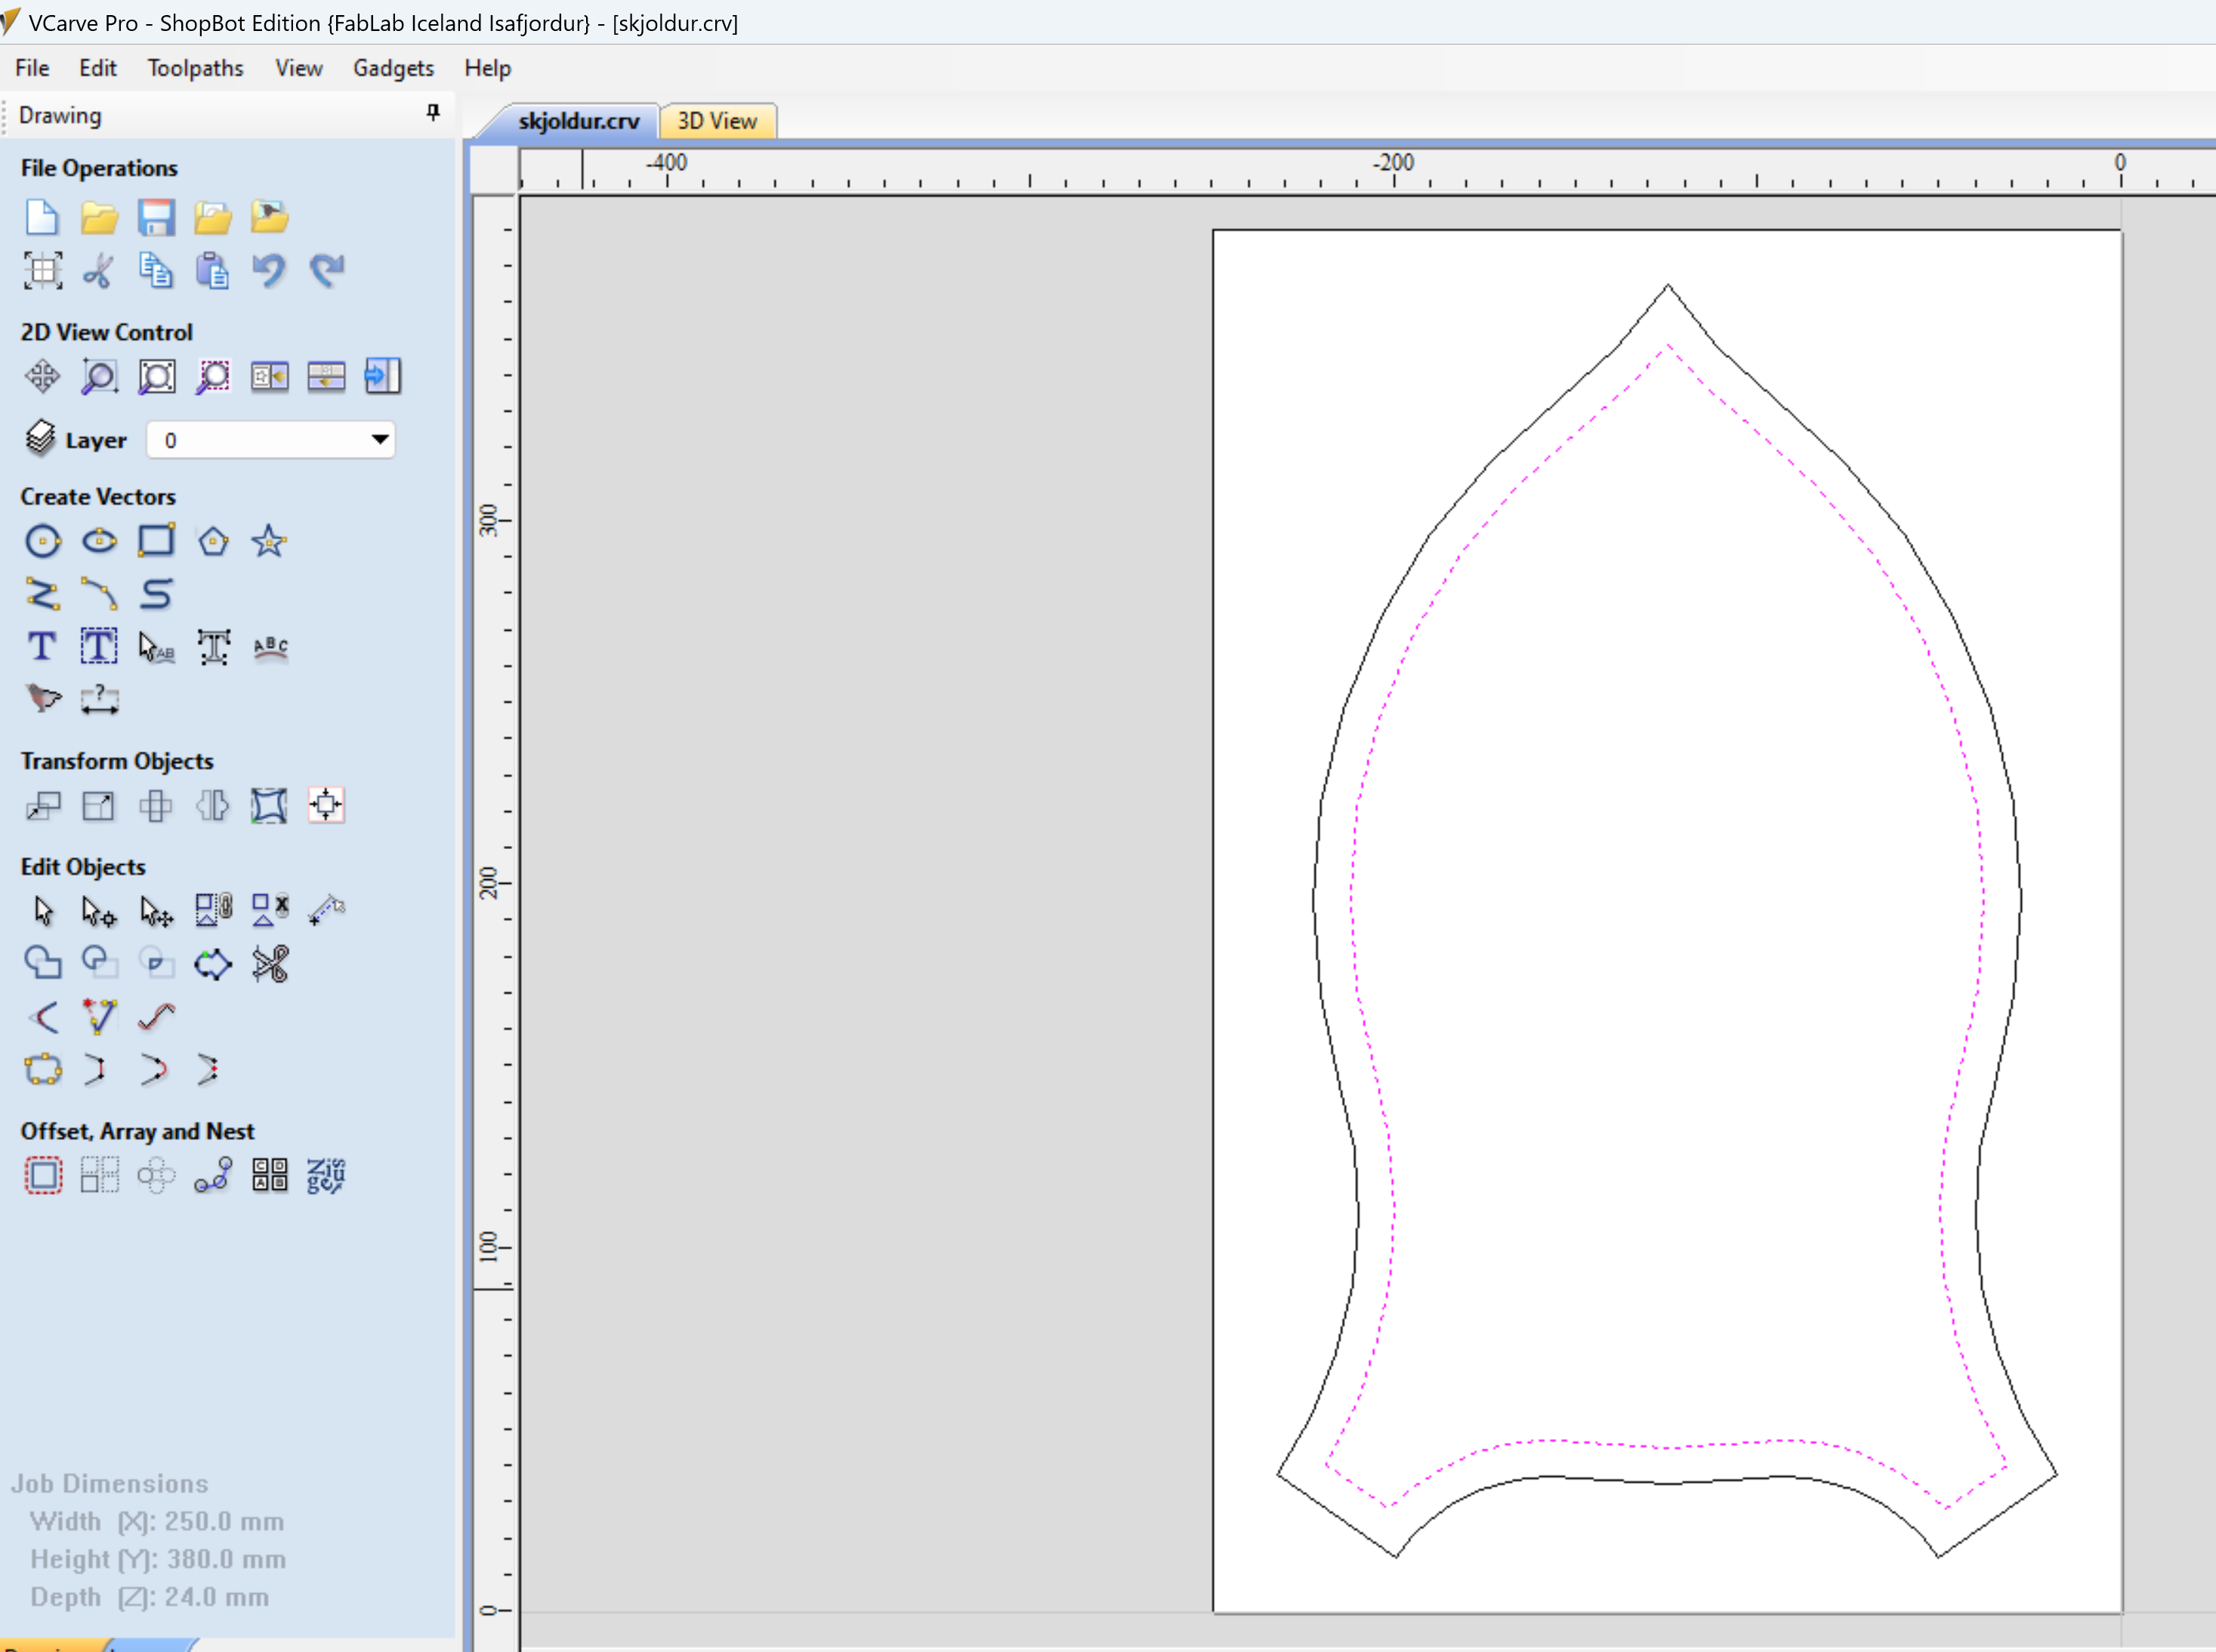 VCarve Pro - ShopBot Edition {FabLab Iceland Isafjordur} - [skjoldur.crv]
File Edit Toolpaths View Gadgets Help
Drawing
skjoldur.crv 3D View
-400 -200 0
File Operations
2D View Control
Layer 0
Create Vectors
300
Transform Objects
Edit Objects
200
Offset, Array and Nest
100
Job Dimensions
Width (X): 250.0 mm
Height (Y): 380.0 mm
Depth (Z): 24.0 mm
0